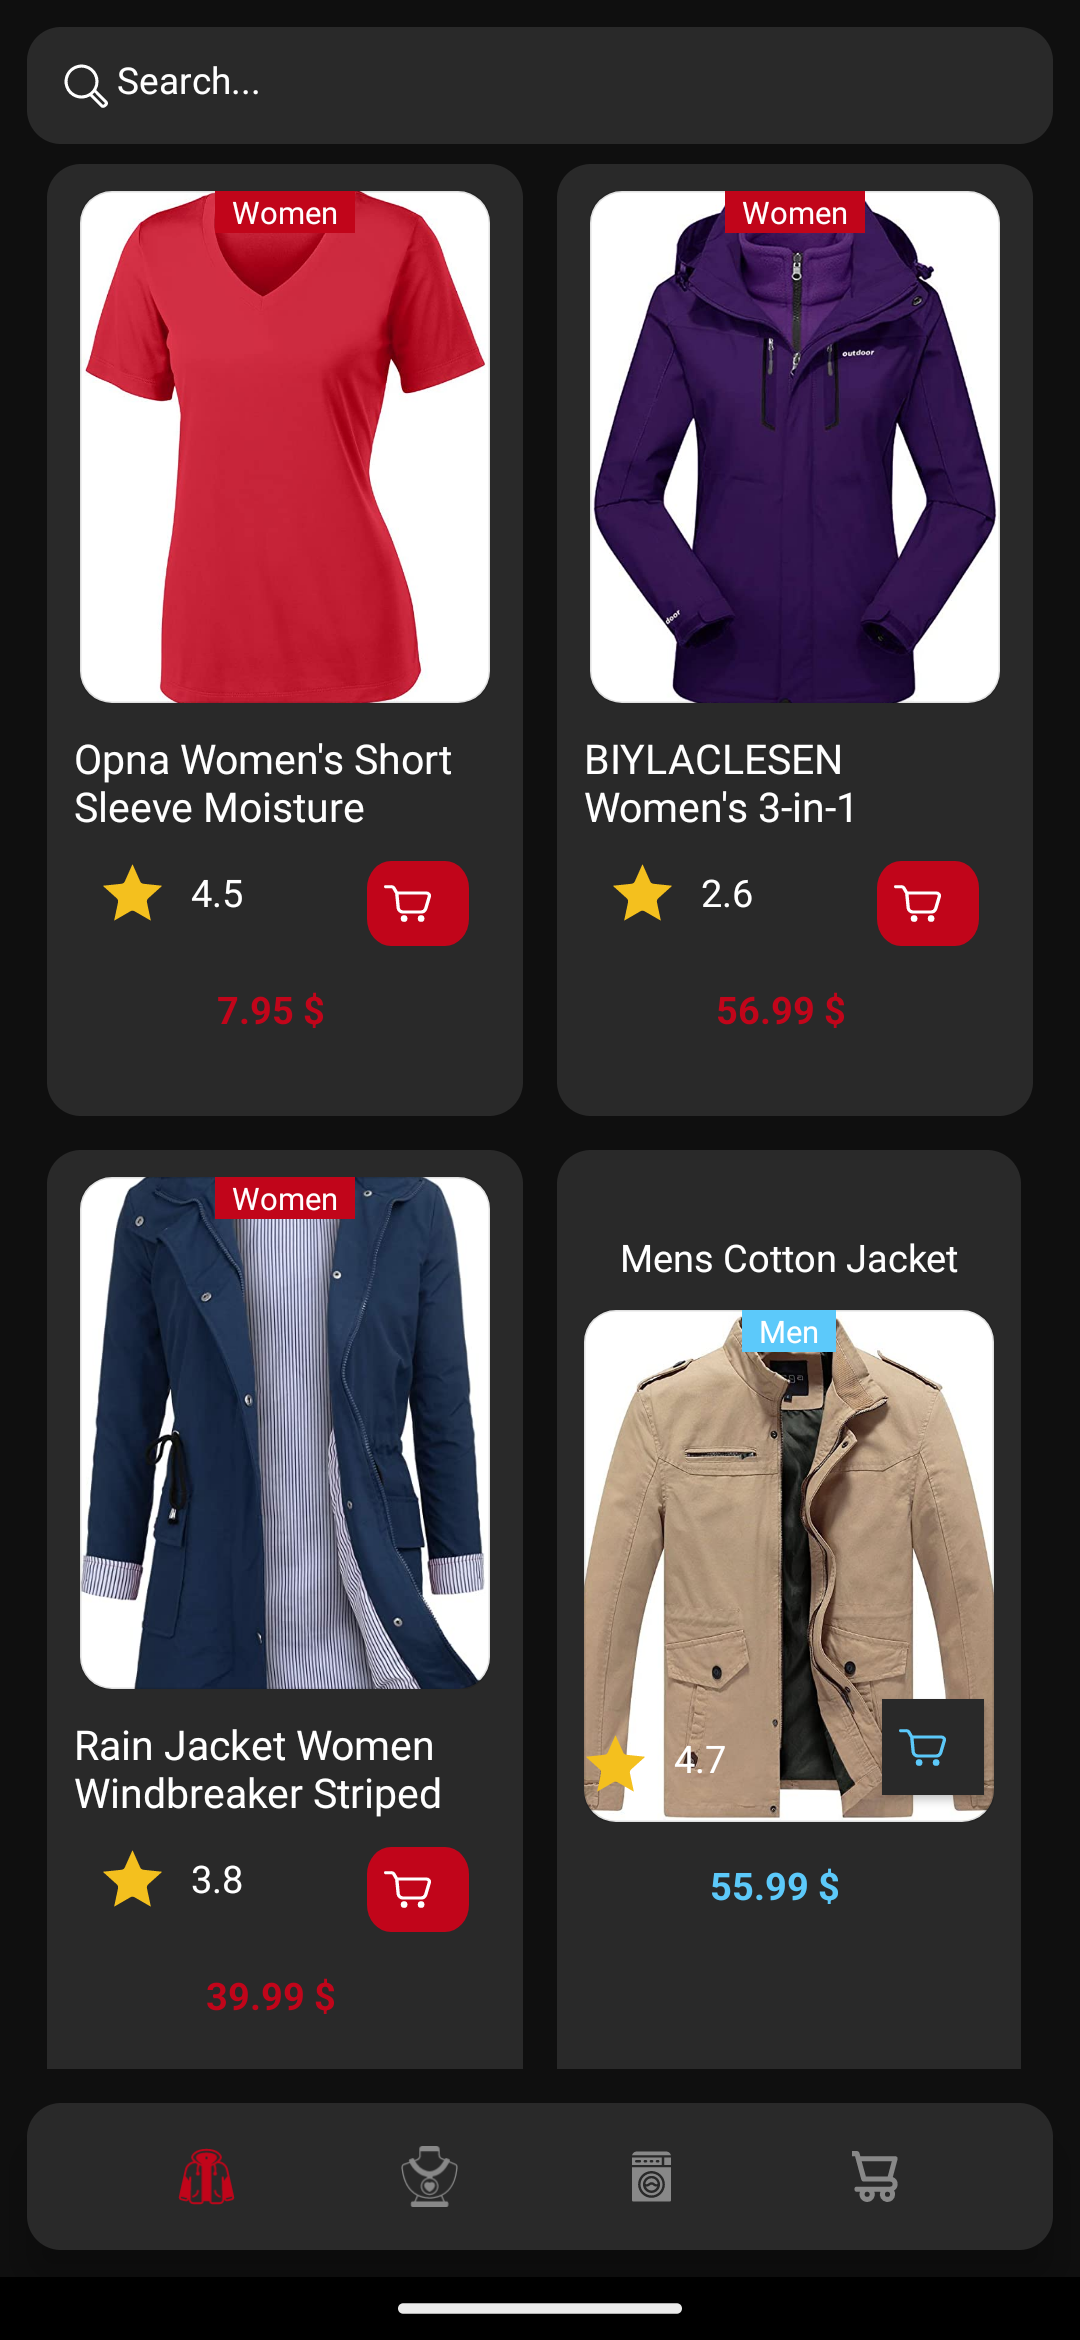 Search...
Women
Women
outdoor
door
Opna Women's Short
Sleeve Moisture
BIYLACLESEN
Women's 3-in-1
4.5
2.6
7.95 $
56.99 $
Women
Mens Cotton Jacket
Men
Rain Jacket Women
Windbreaker Striped
4.7
3.8
55.99 $
39.99 $